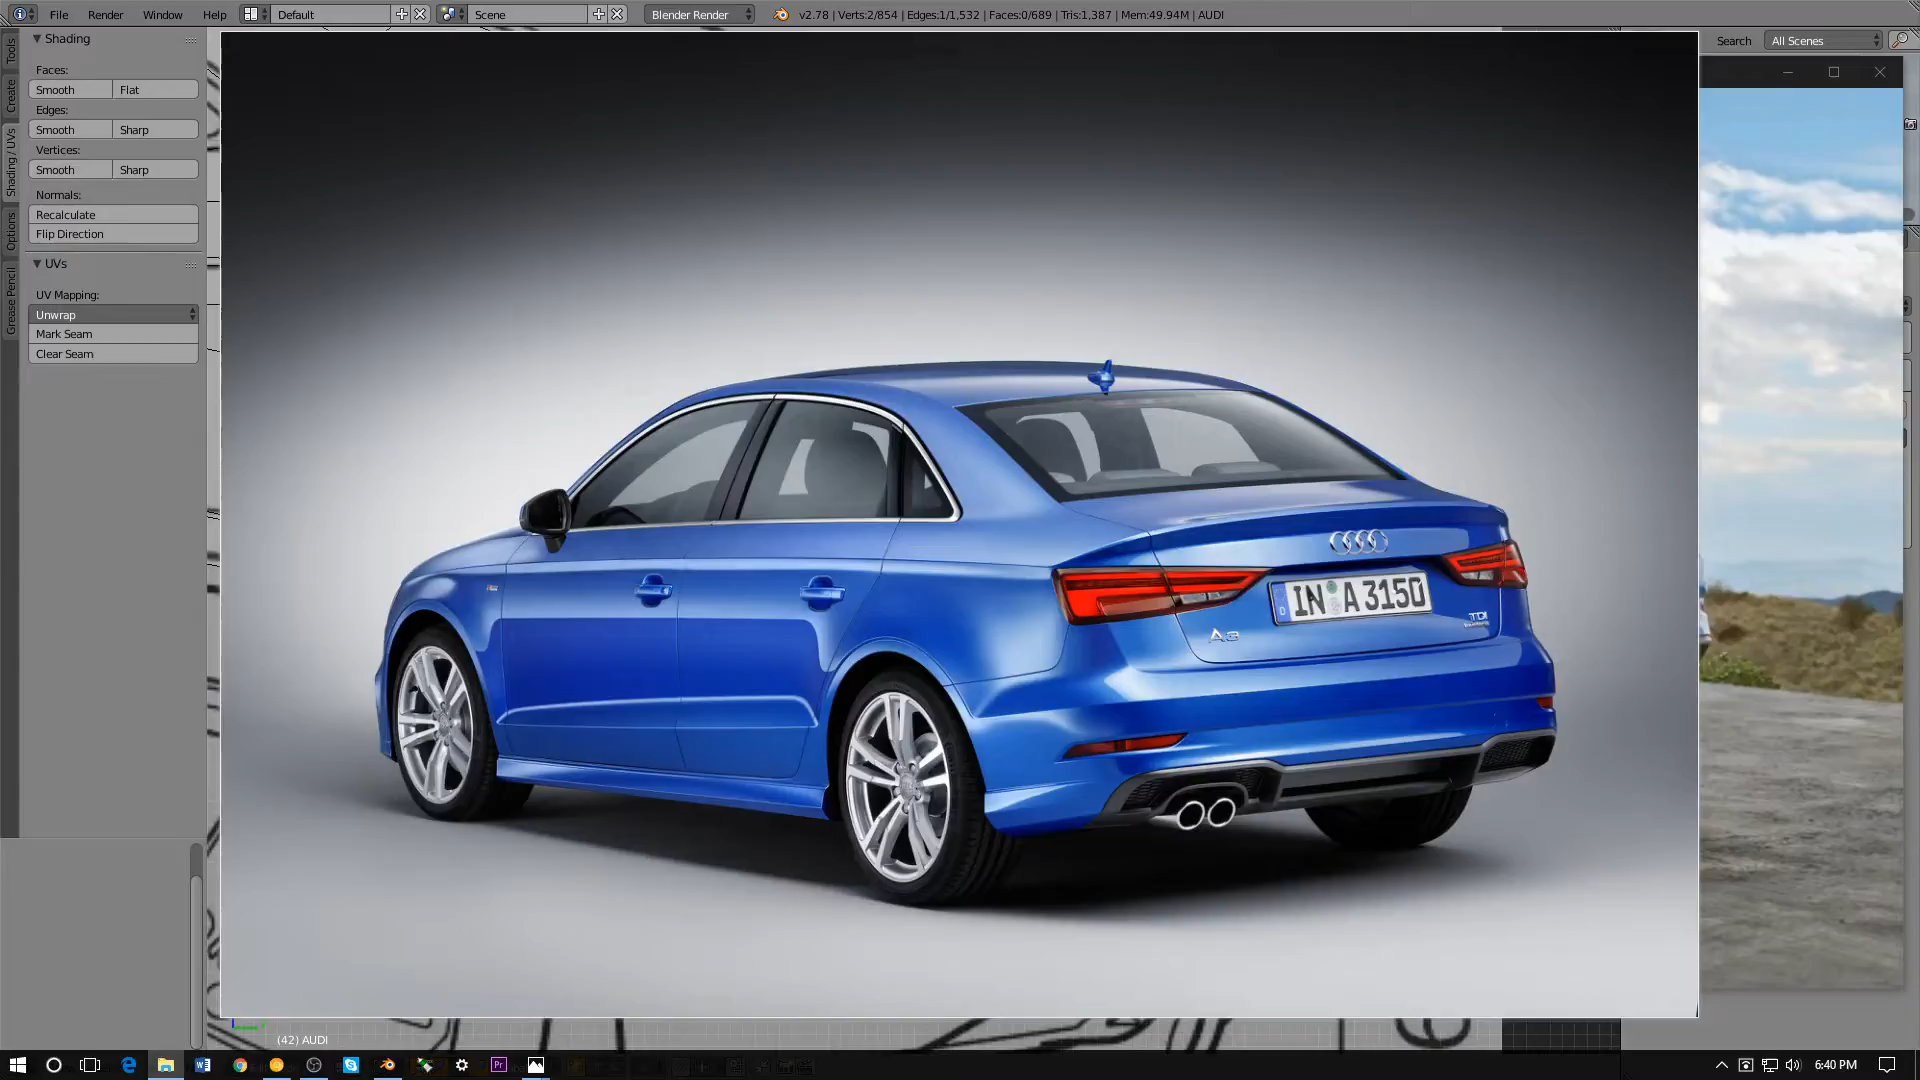 File Render Window Help Default Scene Blender Render v2.78 | Verts:2/854 | Edges:1/1,532 | Faces:0/689 | Tris:1,387 | Mem:49.94M | AUDI
Search All Scenes
Tools
Create
Shading / UVs
Options
Grease Pencil
Shading
Faces:
Smooth Flat
Edges:
Smooth Sharp
Vertices:
Smooth Sharp
Normals:
Recalculate
Flip Direction
UVs
UV Mapping:
Unwrap
Mark Seam
Clear Seam
IN A 3150
D
TDI
A3
(42) AUDI
Pr
6:40 PM